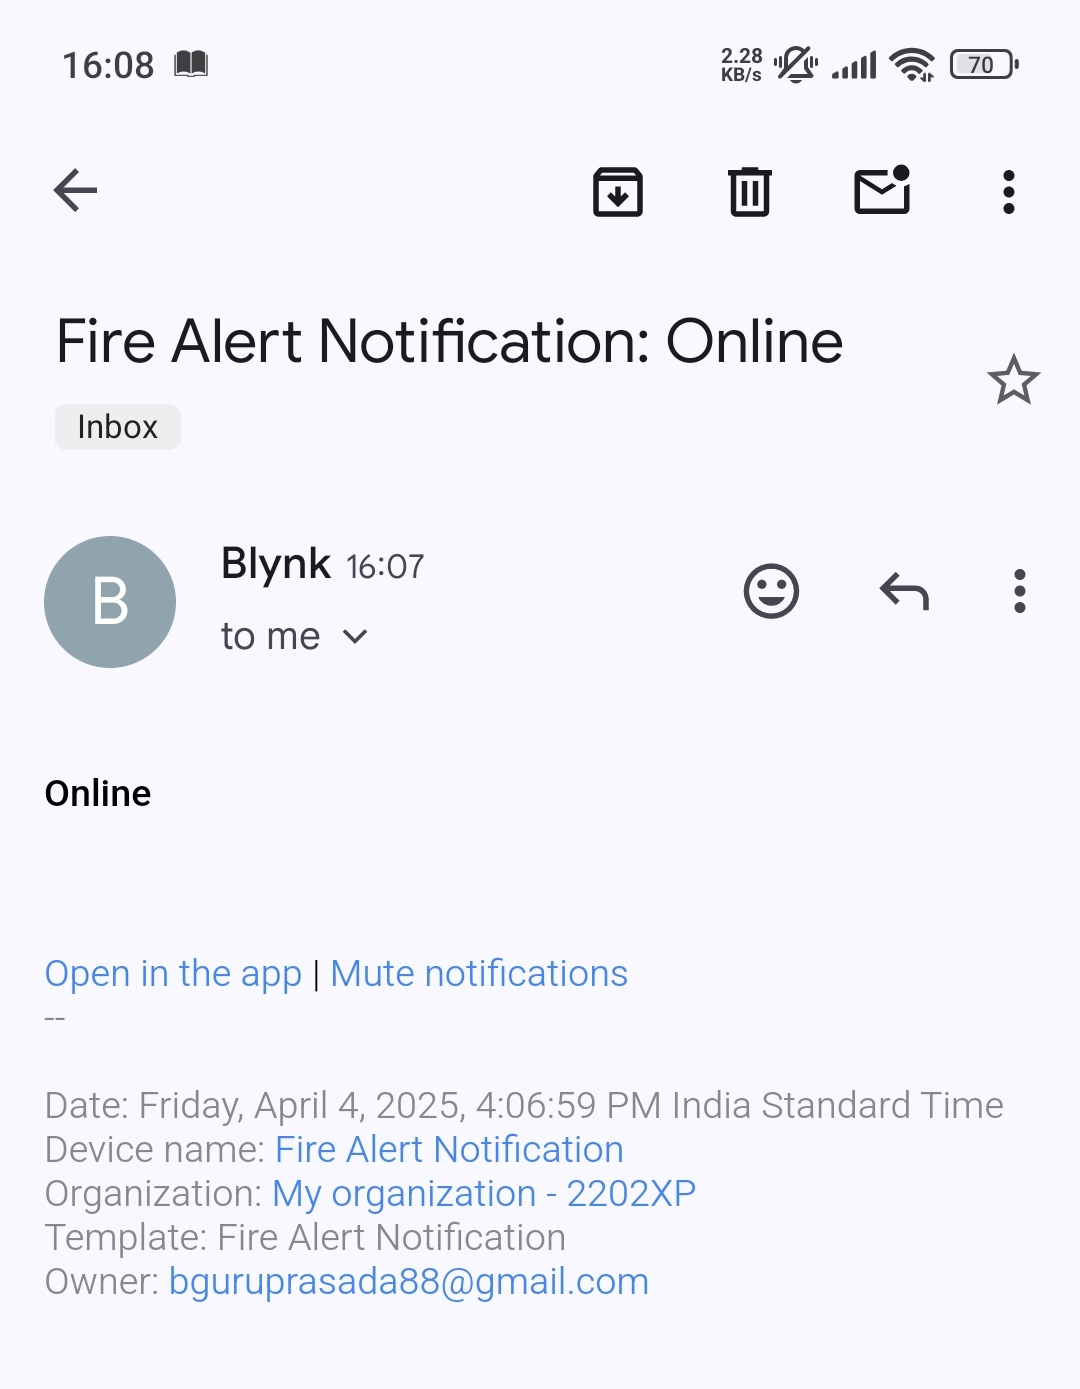 16:08
2.28
KB/s
70
Fire Alert Notification: Online
Inbox
B
Blynk 16:07
to me
Online
Open in the app | Mute notifications
--
Date: Friday, April 4, 2025, 4:06:59 PM India Standard Time
Device name: Fire Alert Notification
Organization: My organization - 2202XP
Template: Fire Alert Notification
Owner: bguruprasada88@gmail.com